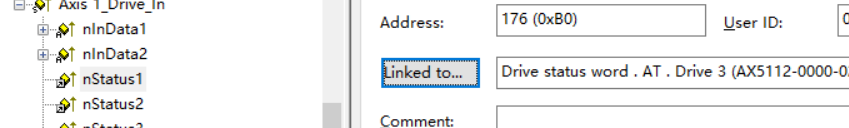 Axis 1_Drive_In
nInData1
nInData2
nStatus1
nStatus2
Address:
176 (0xB0)
User ID:
Linked to...
Drive status word . AT . Drive 3 (AX5112-0000-0
Comment: